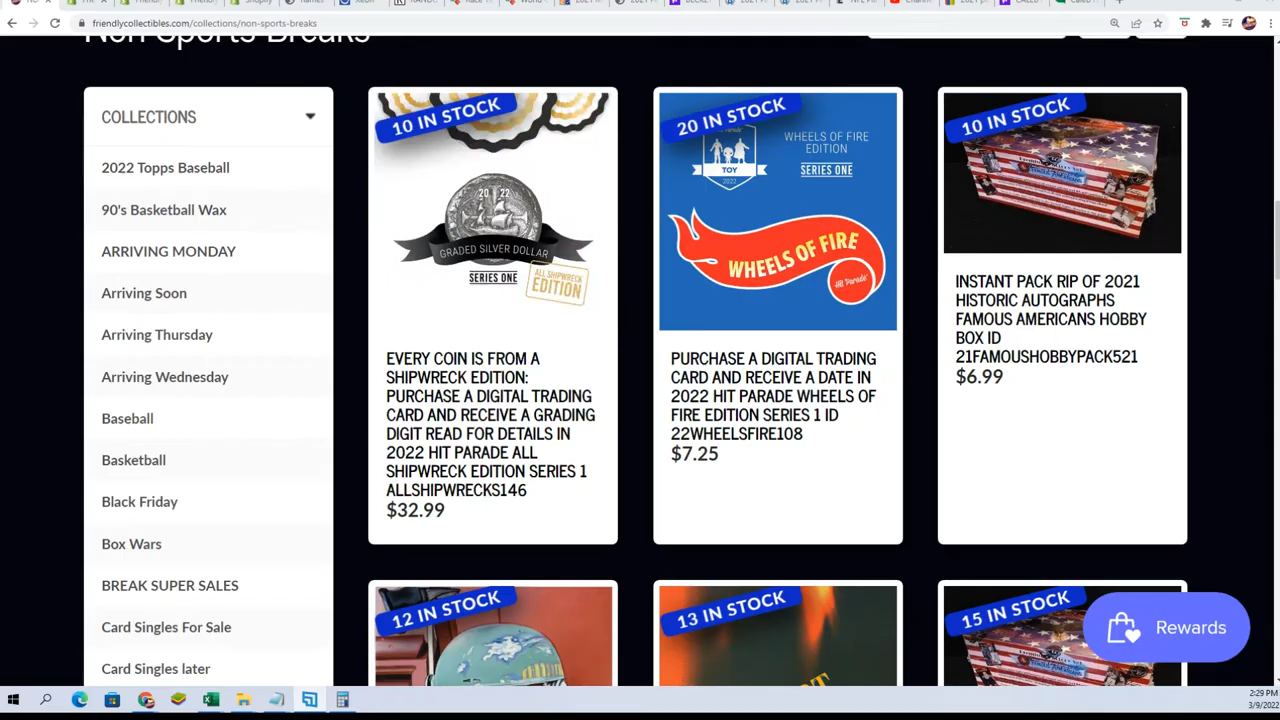 friendlycollectibles.com/collections/non-sports-breaks
Non Sports Breaks
COLLECTIONS
2022 Topps Baseball
90's Basketball Wax
ARRIVING MONDAY
Arriving Soon
Arriving Thursday
Arriving Wednesday
Baseball
Basketball
Black Friday
Box Wars
BREAK SUPER SALES
Card Singles For Sale
Card Singles later
10 IN STOCK
2022
GRADED SILVER DOLLAR
SERIES ONE
ALL SHIPWRECK
EDITION
EVERY COIN IS FROM A
SHIPWRECK EDITION:
PURCHASE A DIGITAL TRADING
CARD AND RECEIVE A GRADING
DIGIT READ FOR DETAILS IN
2022 HIT PARADE ALL
SHIPWRECK EDITION SERIES 1
ALLSHIPWRECKS146
$32.99
20 IN STOCK
TOY
2022
WHEELS OF FIRE
EDITION
SERIES ONE
WHEELS OF FIRE
Hit Parade
PURCHASE A DIGITAL TRADING
CARD AND RECEIVE A DATE IN
2022 HIT PARADE WHEELS OF
FIRE EDITION SERIES 1 ID
22WHEELSFIRE108
$7.25
10 IN STOCK
INSTANT PACK RIP OF 2021
HISTORIC AUTOGRAPHS
FAMOUS AMERICANS HOBBY
BOX ID
21FAMOUSHOBBYPACK521
$6.99
12 IN STOCK
13 IN STOCK
15 IN STOCK
Rewards
2:29 PM
3/9/2022